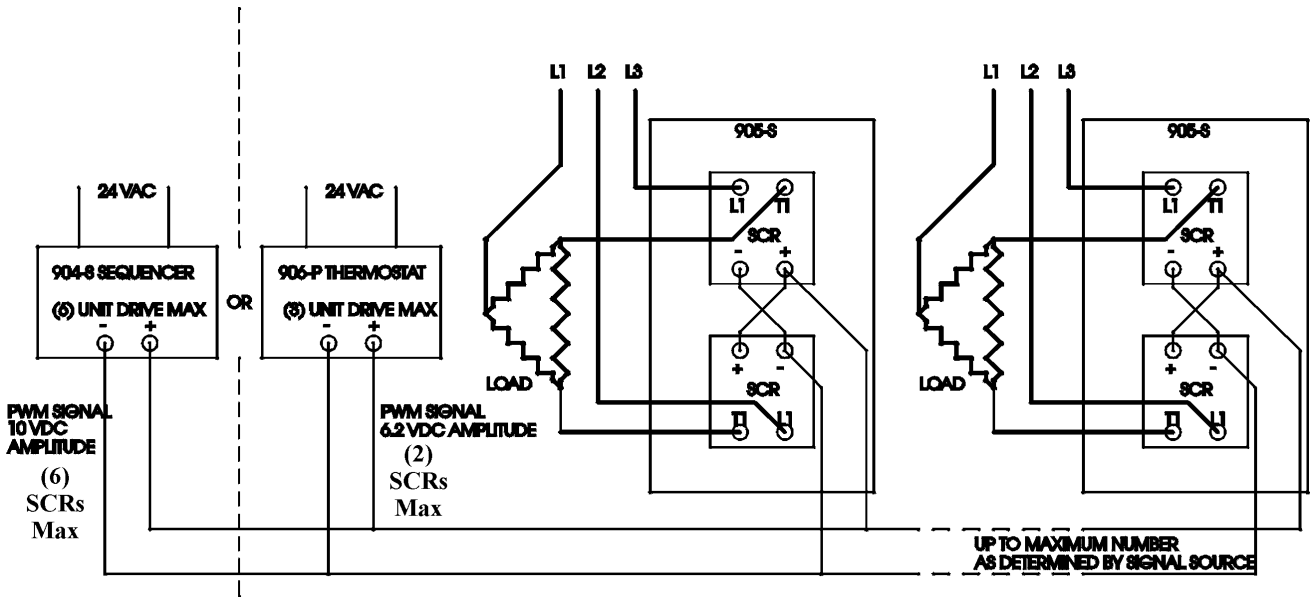 L1 L2 L3
L1 L2 L3
905-S
905-S
24 VAC
24 VAC
L1 T1
L1 T1
SCR
SCR
- +
- +
904-S SEQUENCER
906-P THERMOSTAT
OR
(6) UNIT DRIVE MAX
(3) UNIT DRIVE MAX
- +
- +
+ -
+ -
LOAD
LOAD
SCR
SCR
T1 L1
T1 L1
PWM SIGNAL
10 VDC
AMPLITUDE
(6)
SCRs
Max
PWM SIGNAL
6.2 VDC AMPLITUDE
(2)
SCRs
Max
UP TO MAXIMUM NUMBER
AS DETERMINED BY SIGNAL SOURCE